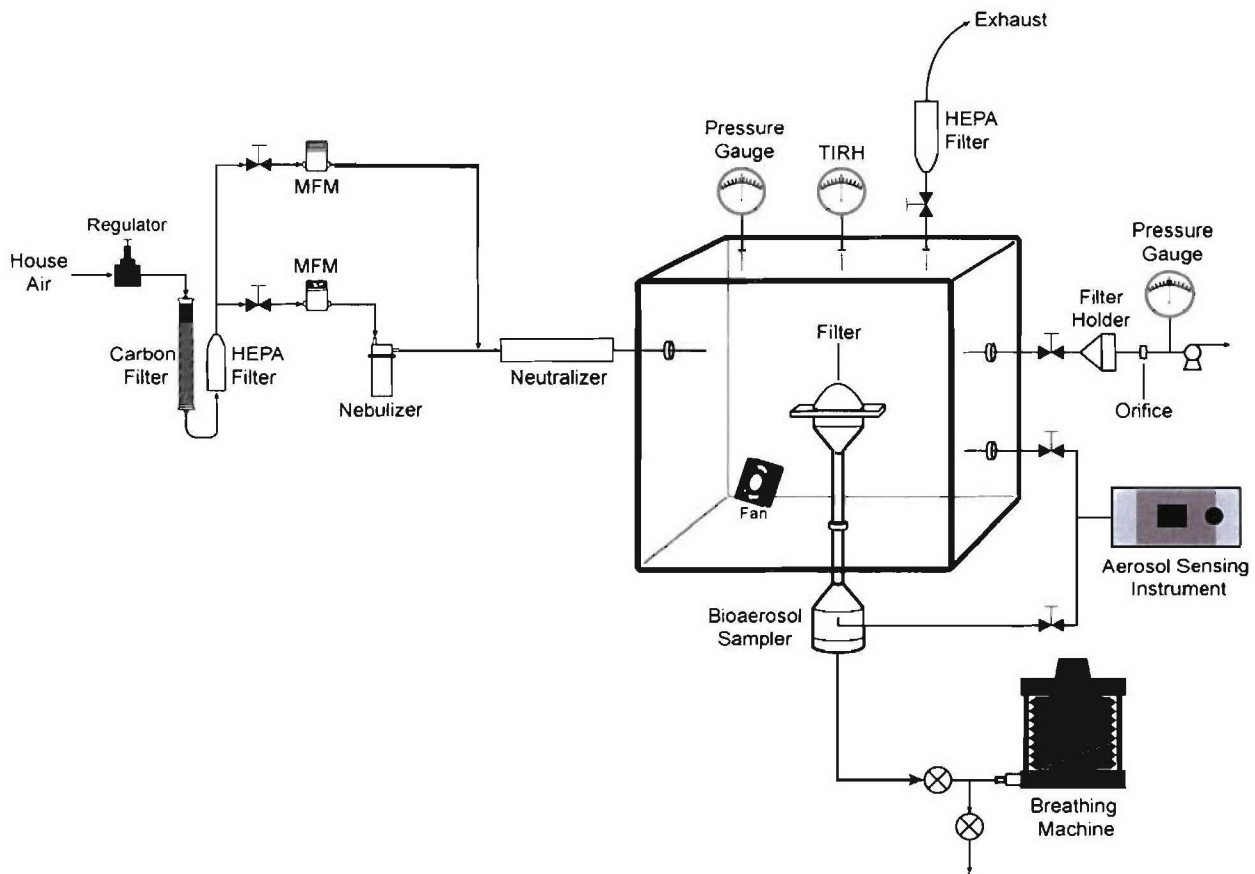 Exhaust
HEPA
Filter
Pressure
Gauge
TIRH
MFM
Regulator
House
Air
MFM
Carbon
Filter
HEPA
Filter
Nebulizer
Neutralizer
Filter
Fan
Pressure
Gauge
Filter
Holder
Orifice
Aerosol Sensing
Instrument
Bioaerosol
Sampler
Breathing
Machine